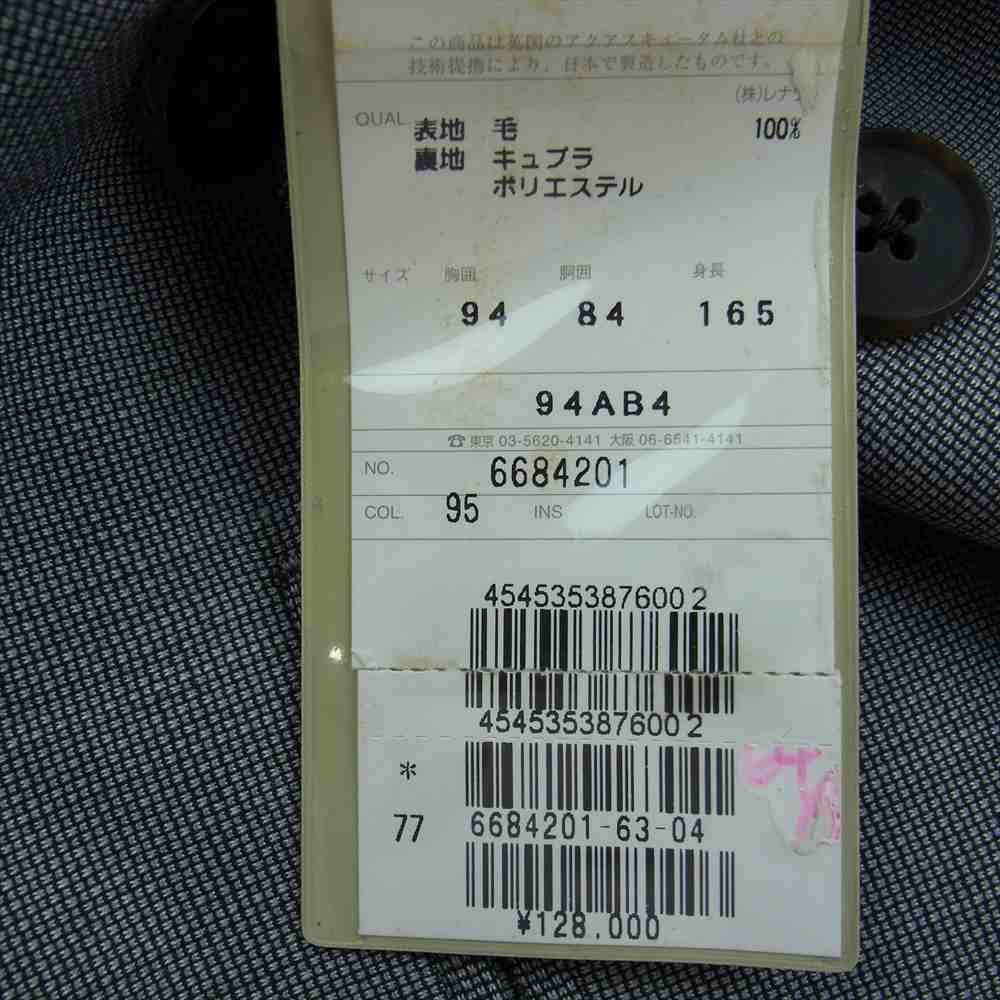 この商品は英国のアクアスキュータム社との
技術提携により、日本で製造したものです。
(株)レナウ
QUAL. 表地 毛 100%
裏地 キュプラ
ポリエステル
サイズ 胸囲 胴囲 身長
94 84 165
94AB4
☎東京 03-5620-4141 大阪 06-6541-4141
NO. 6684201
COL. 95 INS LOT-NO.
4545353876002
4545353876002
*
77 6684201-63-04
¥128,000